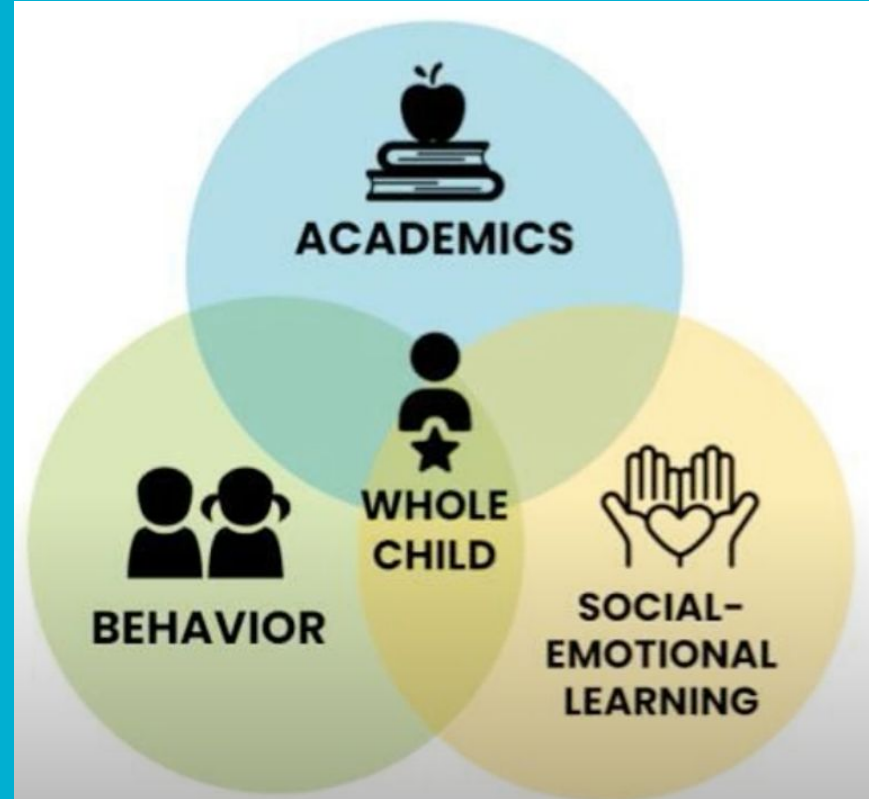 ACADEMICS
WHOLE
CHILD
BEHAVIOR
SOCIAL-
EMOTIONAL
LEARNING